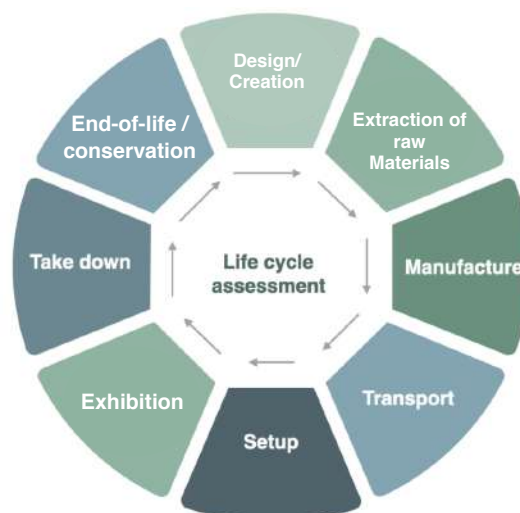 Design/
Creation
Extraction of
raw
Materials
Manufacture
Transport
Setup
Exhibition
Take down
End-of-life /
conservation
Life cycle
assessment